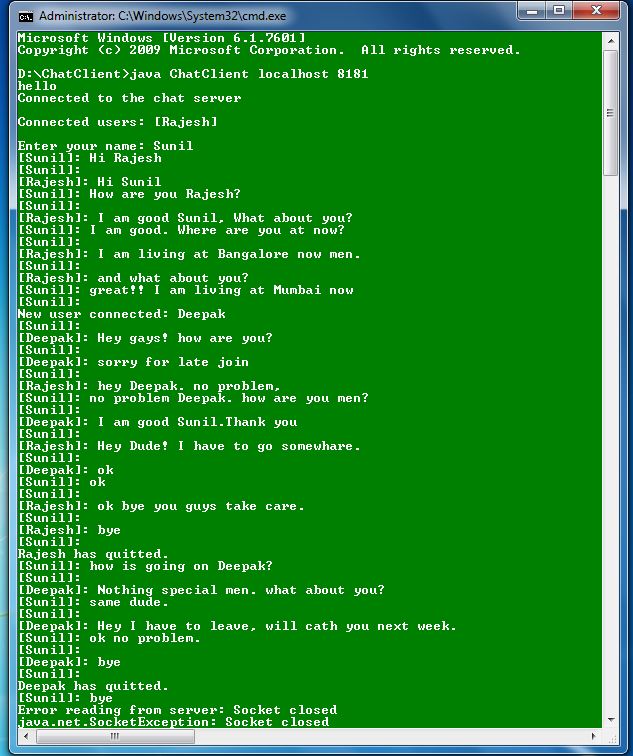 Administrator: C:\Windows\System32\cmd.exe
Microsoft Windows [Version 6.1.7601]
Copyright (c) 2009 Microsoft Corporation.  All rights reserved.
D:\ChatClient>java ChatClient localhost 8181
hello
Connected to the chat server
Connected users: [Rajesh]
Enter your name: Sunil
[Sunil]: Hi Rajesh
[Sunil]:
[Rajesh]: Hi Sunil
[Sunil]: How are you Rajesh?
[Sunil]:
[Rajesh]: I am good Sunil, What about you?
[Sunil]: I am good. Where are you at now?
[Sunil]:
[Rajesh]: I am living at Bangalore now men.
[Sunil]:
[Rajesh]: and what about you?
[Sunil]: great!! I am living at Mumbai now
[Sunil]:
New user connected: Deepak
[Sunil]:
[Deepak]: Hey gays! how are you?
[Sunil]:
[Deepak]: sorry for late join
[Sunil]:
[Rajesh]: hey Deepak. no problem,
[Sunil]: no problem Deepak. how are you men?
[Sunil]:
[Deepak]: I am good Sunil.Thank you
[Sunil]:
[Rajesh]: Hey Dude! I have to go somewhare.
[Sunil]:
[Deepak]: ok
[Sunil]: ok
[Sunil]:
[Rajesh]: ok bye you guys take care.
[Sunil]:
[Rajesh]: bye
[Sunil]:
Rajesh has quitted.
[Sunil]: how is going on Deepak?
[Sunil]:
[Deepak]: Nothing special men. what about you?
[Sunil]: same dude.
[Sunil]:
[Deepak]: Hey I have to leave, will cath you next week.
[Sunil]: ok no problem.
[Sunil]:
[Deepak]: bye
[Sunil]:
Deepak has quitted.
[Sunil]: bye
Error reading from server: Socket closed
java.net.SocketException: Socket closed